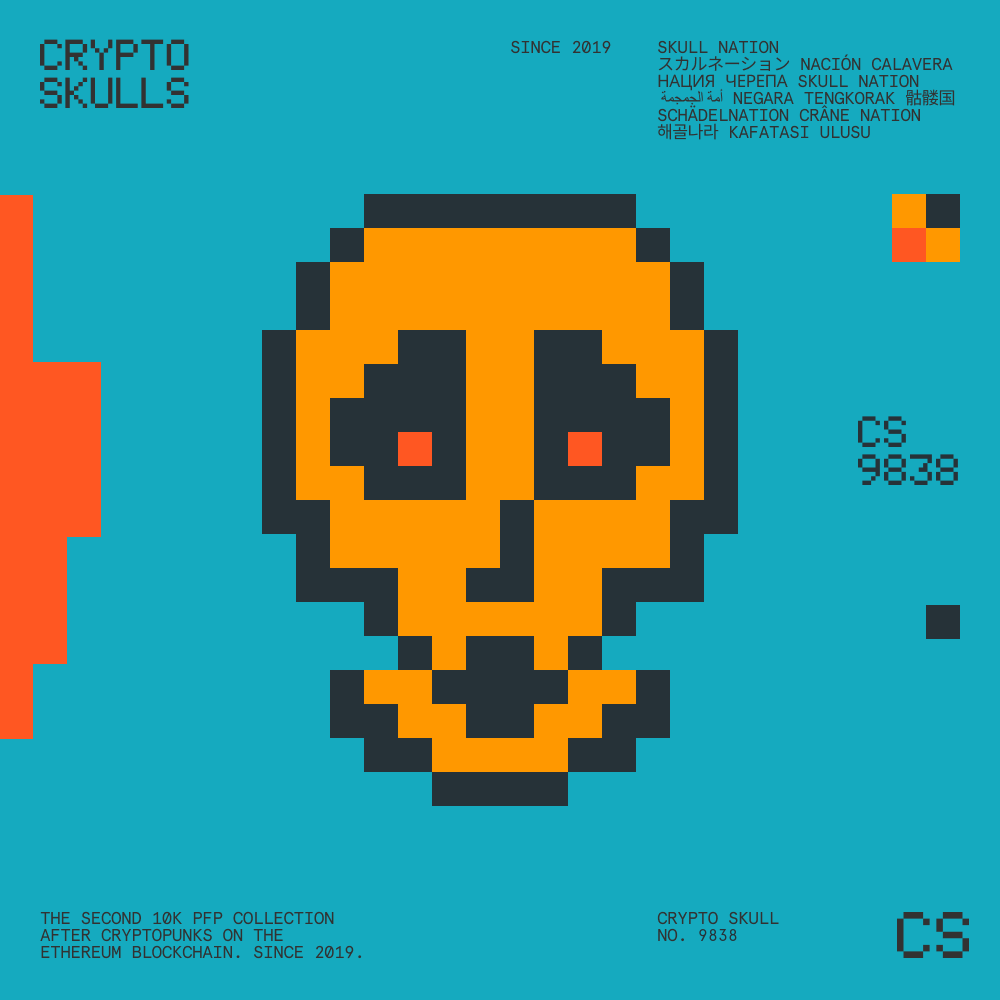 CRYPTO
SKULLS
SINCE 2019
SKULL NATION
スカルネーション NACIÓN CALAVERA
НАЦИЯ ЧЕРЕПА SKULL NATION
أمة الجمجمة NEGARA TENGKORAK 骷髅国
SCHÄDELNATION CRÂNE NATION
해골나라 KAFATASI ULUSU
CS
9838
THE SECOND 10K PFP COLLECTION
AFTER CRYPTOPUNKS ON THE
ETHEREUM BLOCKCHAIN. SINCE 2019.
CRYPTO SKULL
NO. 9838
CS